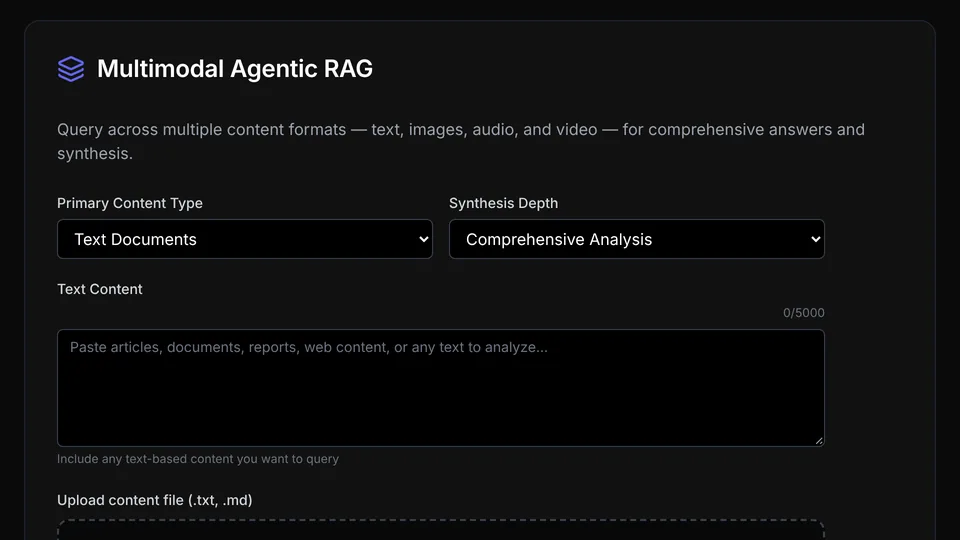 Multimodal Agentic RAG
Query across multiple content formats — text, images, audio, and video — for comprehensive answers and
synthesis.
Primary Content Type
Synthesis Depth
Text Documents
Comprehensive Analysis
Text Content
0/5000
Paste articles, documents, reports, web content, or any text to analyze...
Include any text-based content you want to query
Upload content file (.txt, .md)